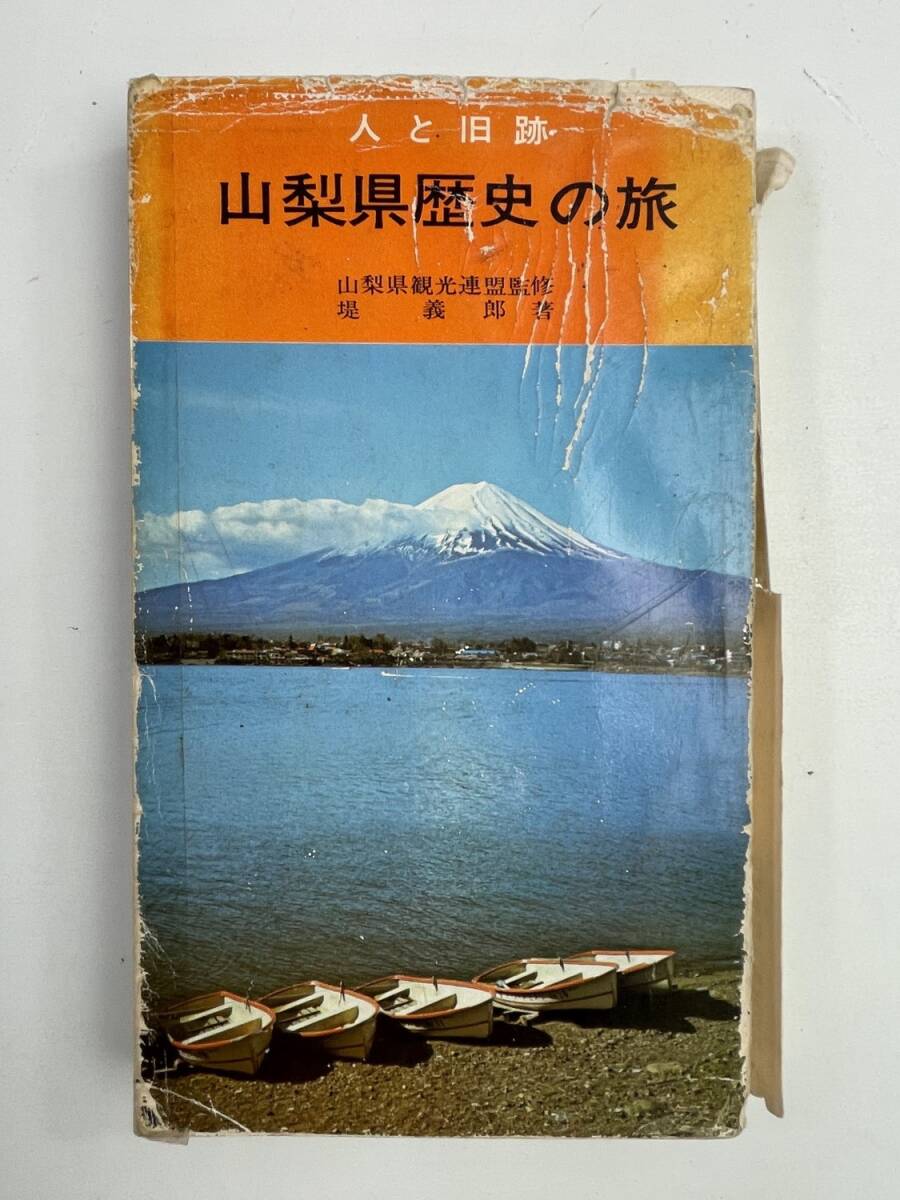 人と旧跡
山梨県歴史の旅
山梨県観光連盟監修
堤義郎著